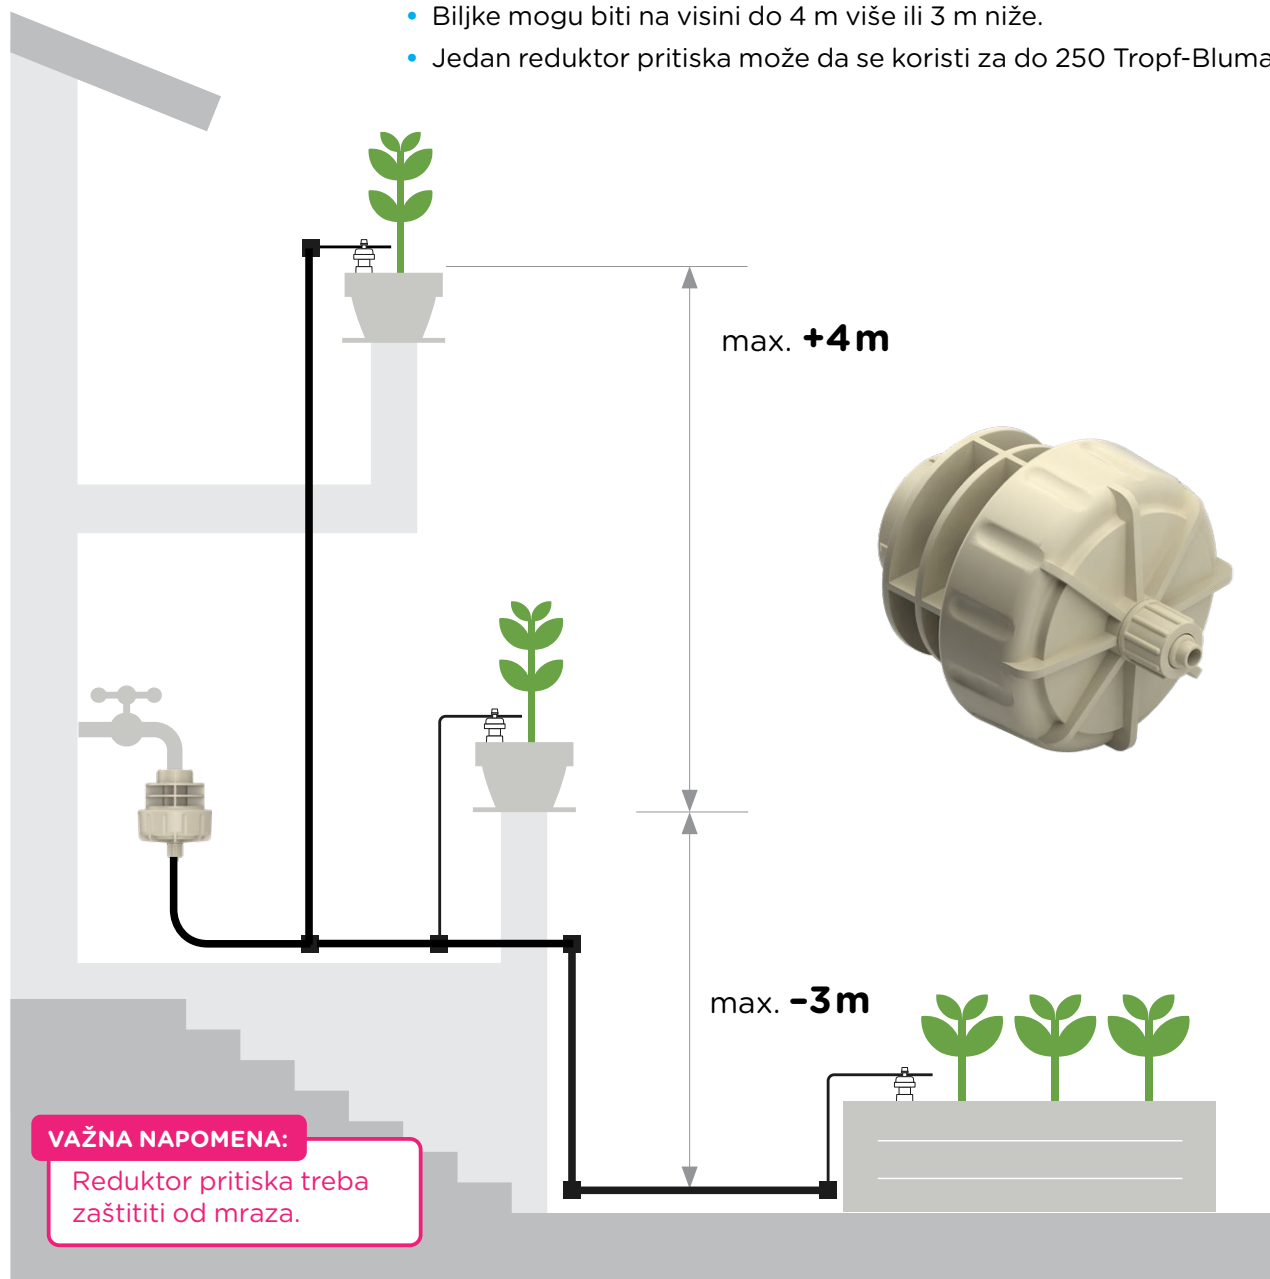 • Biljke mogu biti na visini do 4 m više ili 3 m niže.
• Jedan reduktor pritiska može da se koristi za do 250 Tropf-Bluma
max. +4m
max. –3m
VAŽNA NAPOMENA:
Reduktor pritiska treba
zaštititi od mraza.